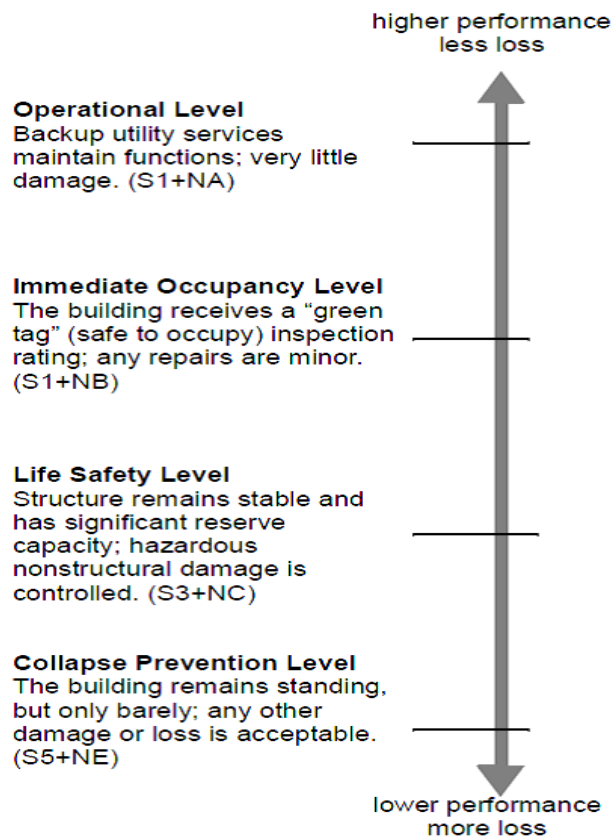 higher performance
less loss
Operational Level
Backup utility services
maintain functions; very little
damage. (S1+NA)
Immediate Occupancy Level
The building receives a “green
tag” (safe to occupy) inspection
rating; any repairs are minor.
(S1+NB)
Life Safety Level
Structure remains stable and
has significant reserve
capacity; hazardous
nonstructural damage is
controlled. (S3+NC)
Collapse Prevention Level
The building remains standing,
but only barely; any other
damage or loss is acceptable.
(S5+NE)
lower performance
more loss